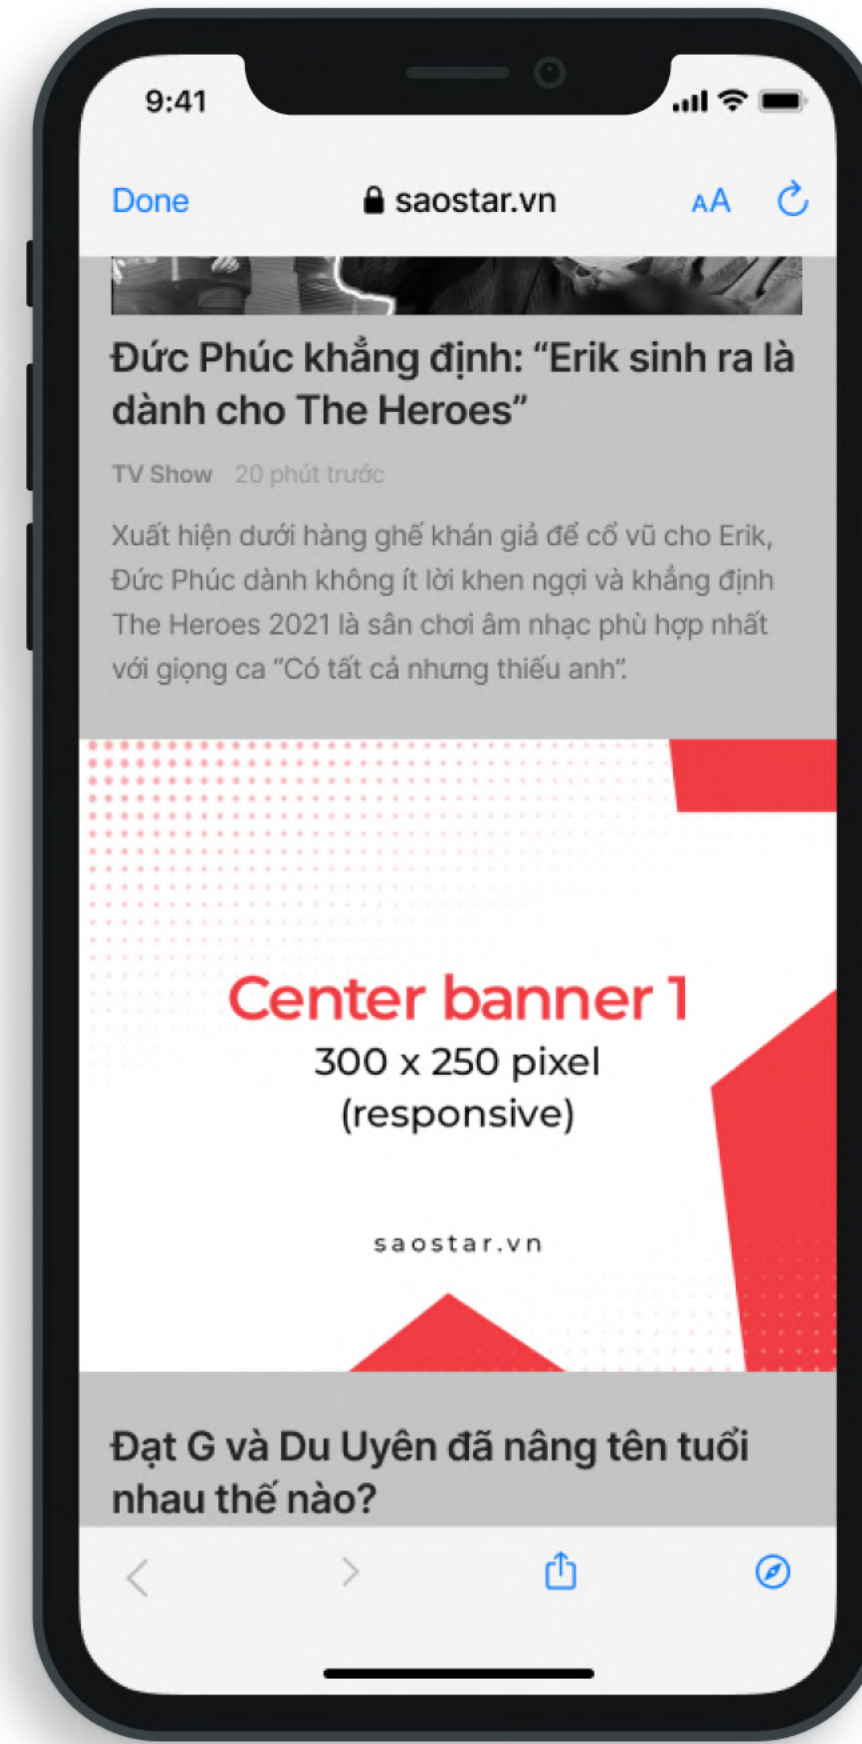 9:41
Done
saostar.vn
AA
Đức Phúc khẳng định: “Erik sinh ra là
dành cho The Heroes”
TV Show 20 phút trước
Xuất hiện dưới hàng ghế khán giả để cổ vũ cho Erik,
Đức Phúc dành không ít lời khen ngợi và khẳng định
The Heroes 2021 là sân chơi âm nhạc phù hợp nhất
với giọng ca “Có tất cả nhưng thiếu anh”.
Center banner 1
300 x 250 pixel
(responsive)
saostar.vn
Đạt G và Du Uyên đã nâng tên tuổi
nhau thế nào?